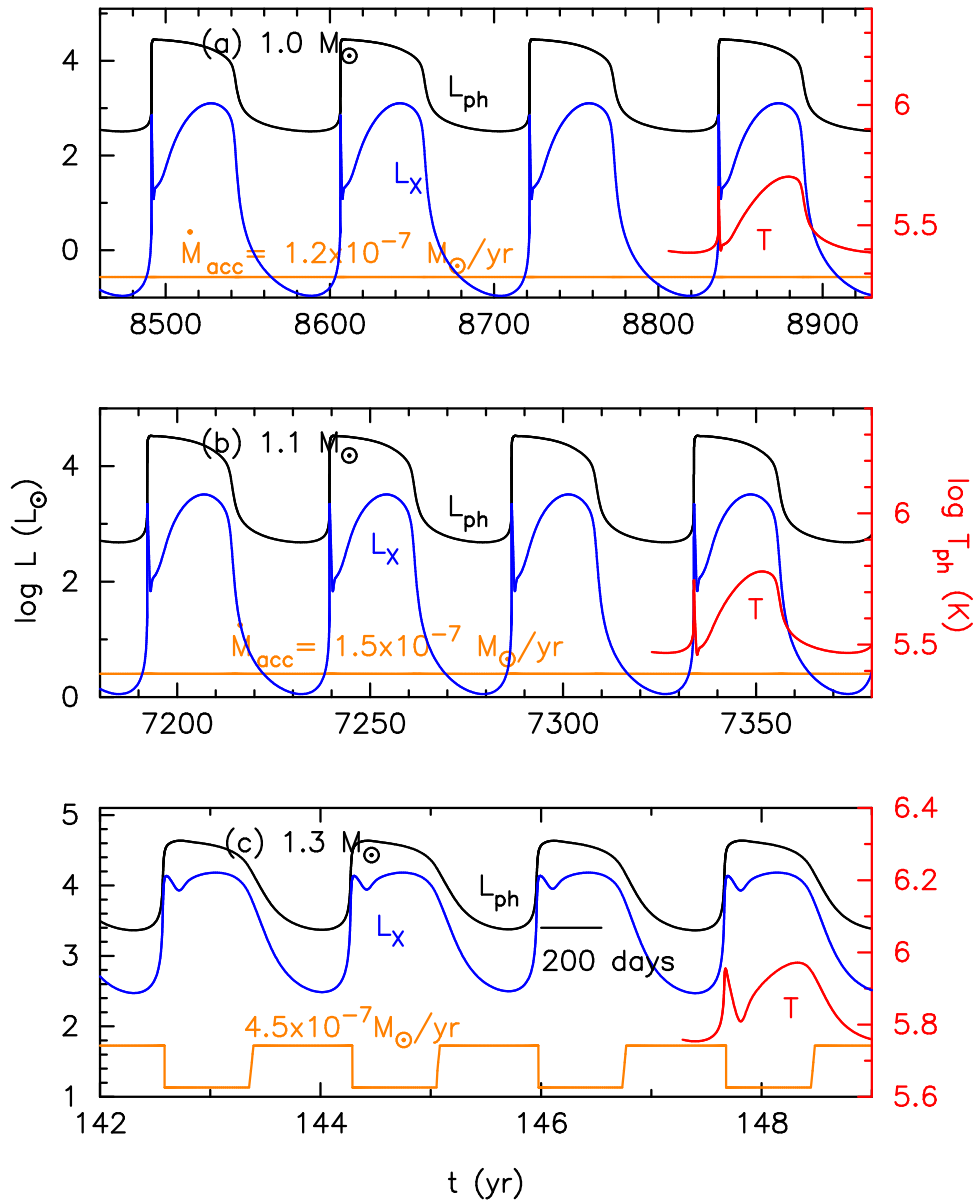 (a) 1.0 M⊙
L_ph
L_X
T
Ṁ_acc= 1.2x10^-7 M⊙/yr
4
2
0
6
5.5
8500 8600 8700 8800 8900
(b) 1.1 M⊙
L_ph
L_X
T
Ṁ_acc= 1.5x10^-7 M⊙/yr
4
2
0
6
5.5
7200 7250 7300 7350
log L (L⊙)
log T_ph (K)
(c) 1.3 M⊙
L_ph
L_X
200 days
T
4.5x10^-7M⊙/yr
5
4
3
2
1
6.4
6.2
6
5.8
5.6
142 144 146 148
t (yr)